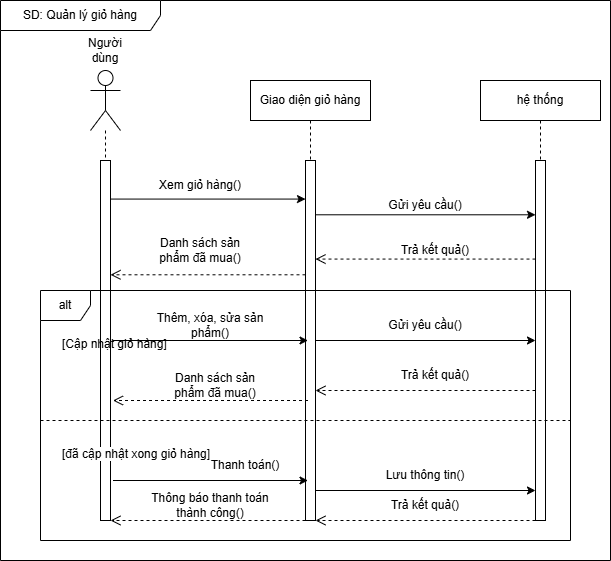 SD: Quản lý giỏ hàng
Người
dùng
Giao diện giỏ hàng
hệ thống
Xem giỏ hàng()
Gửi yêu cầu()
Danh sách sản
phẩm đã mua()
Trả kết quả()
alt
Thêm, xóa, sửa sản
phẩm()
Gửi yêu cầu()
[Cập nhật giỏ hàng]
Danh sách sản
phẩm đã mua()
Trả kết quả()
[đã cập nhật xong giỏ hàng]
Thanh toán()
Lưu thông tin()
Thông báo thanh toán
thành công()
Trả kết quả()